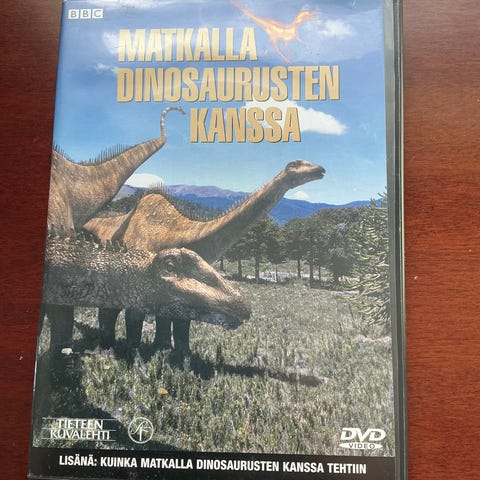 BBC
MATKALLA
DINOSAURUSTEN
KANSSA
TIETEEN
KUVALEHTI
DVD
VIDEO
LISÄNÄ: KUINKA MATKALLA DINOSAURUSTEN KANSSA TEHTIIN